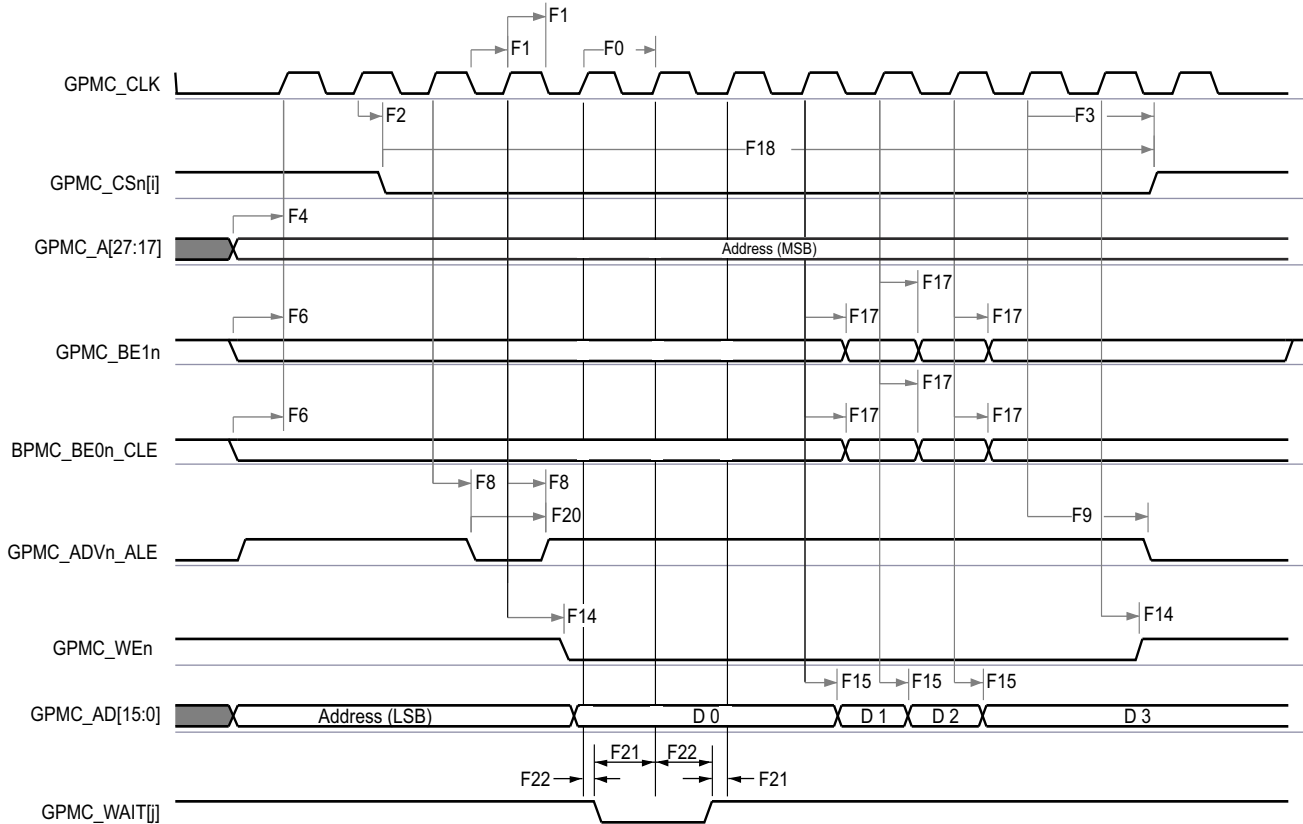 F1
F1
F0
GPMC_CLK
F2
F3
F18
GPMC_CSn[i]
F4
GPMC_A[27:17]
Address (MSB)
F17
F6
F17
F17
GPMC_BE1n
F17
F6
F17
F17
BPMC_BE0n_CLE
F8
F8
F20
F9
GPMC_ADVn_ALE
F14
F14
GPMC_WEn
F15
F15
F15
GPMC_AD[15:0]
Address (LSB)
D 0
D 1
D 2
D 3
F21
F22
F22
F21
GPMC_WAIT[j]